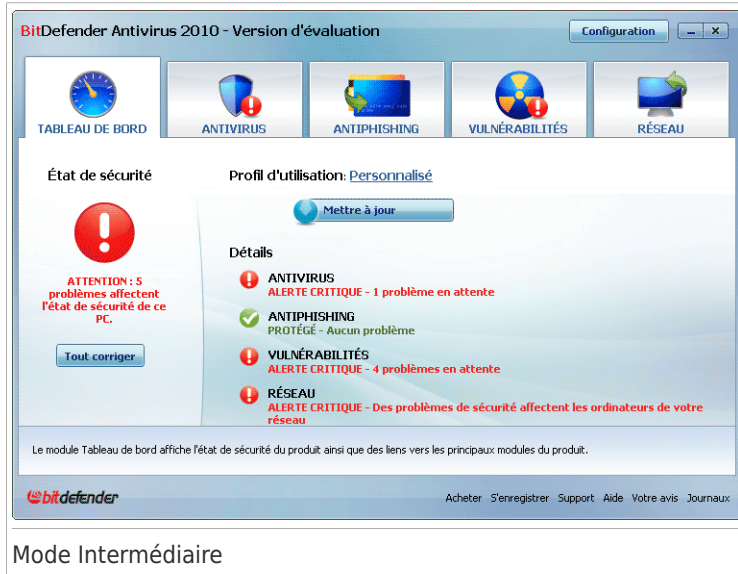 BitDefender Antivirus 2010 - Version d'évaluation
Configuration
TABLEAU DE BORD
ANTIVIRUS
ANTIPHISHING
VULNÉRABILITÉS
RÉSEAU
État de sécurité
ATTENTION : 5
problèmes affectent
l'état de sécurité de ce
PC.
Tout corriger
Profil d'utilisation: Personnalisé
Mettre à jour
Détails
ANTIVIRUS
ALERTE CRITIQUE - 1 problème en attente
ANTIPHISHING
PROTÉGÉ - Aucun problème
VULNÉRABILITÉS
ALERTE CRITIQUE - 4 problèmes en attente
RÉSEAU
ALERTE CRITIQUE - Des problèmes de sécurité affectent les ordinateurs de votre
réseau
Le module Tableau de bord affiche l'état de sécurité du produit ainsi que des liens vers les principaux modules du produit.
bitdefender
Acheter S'enregistrer Support Aide Votre avis Journaux
Mode Intermédiaire